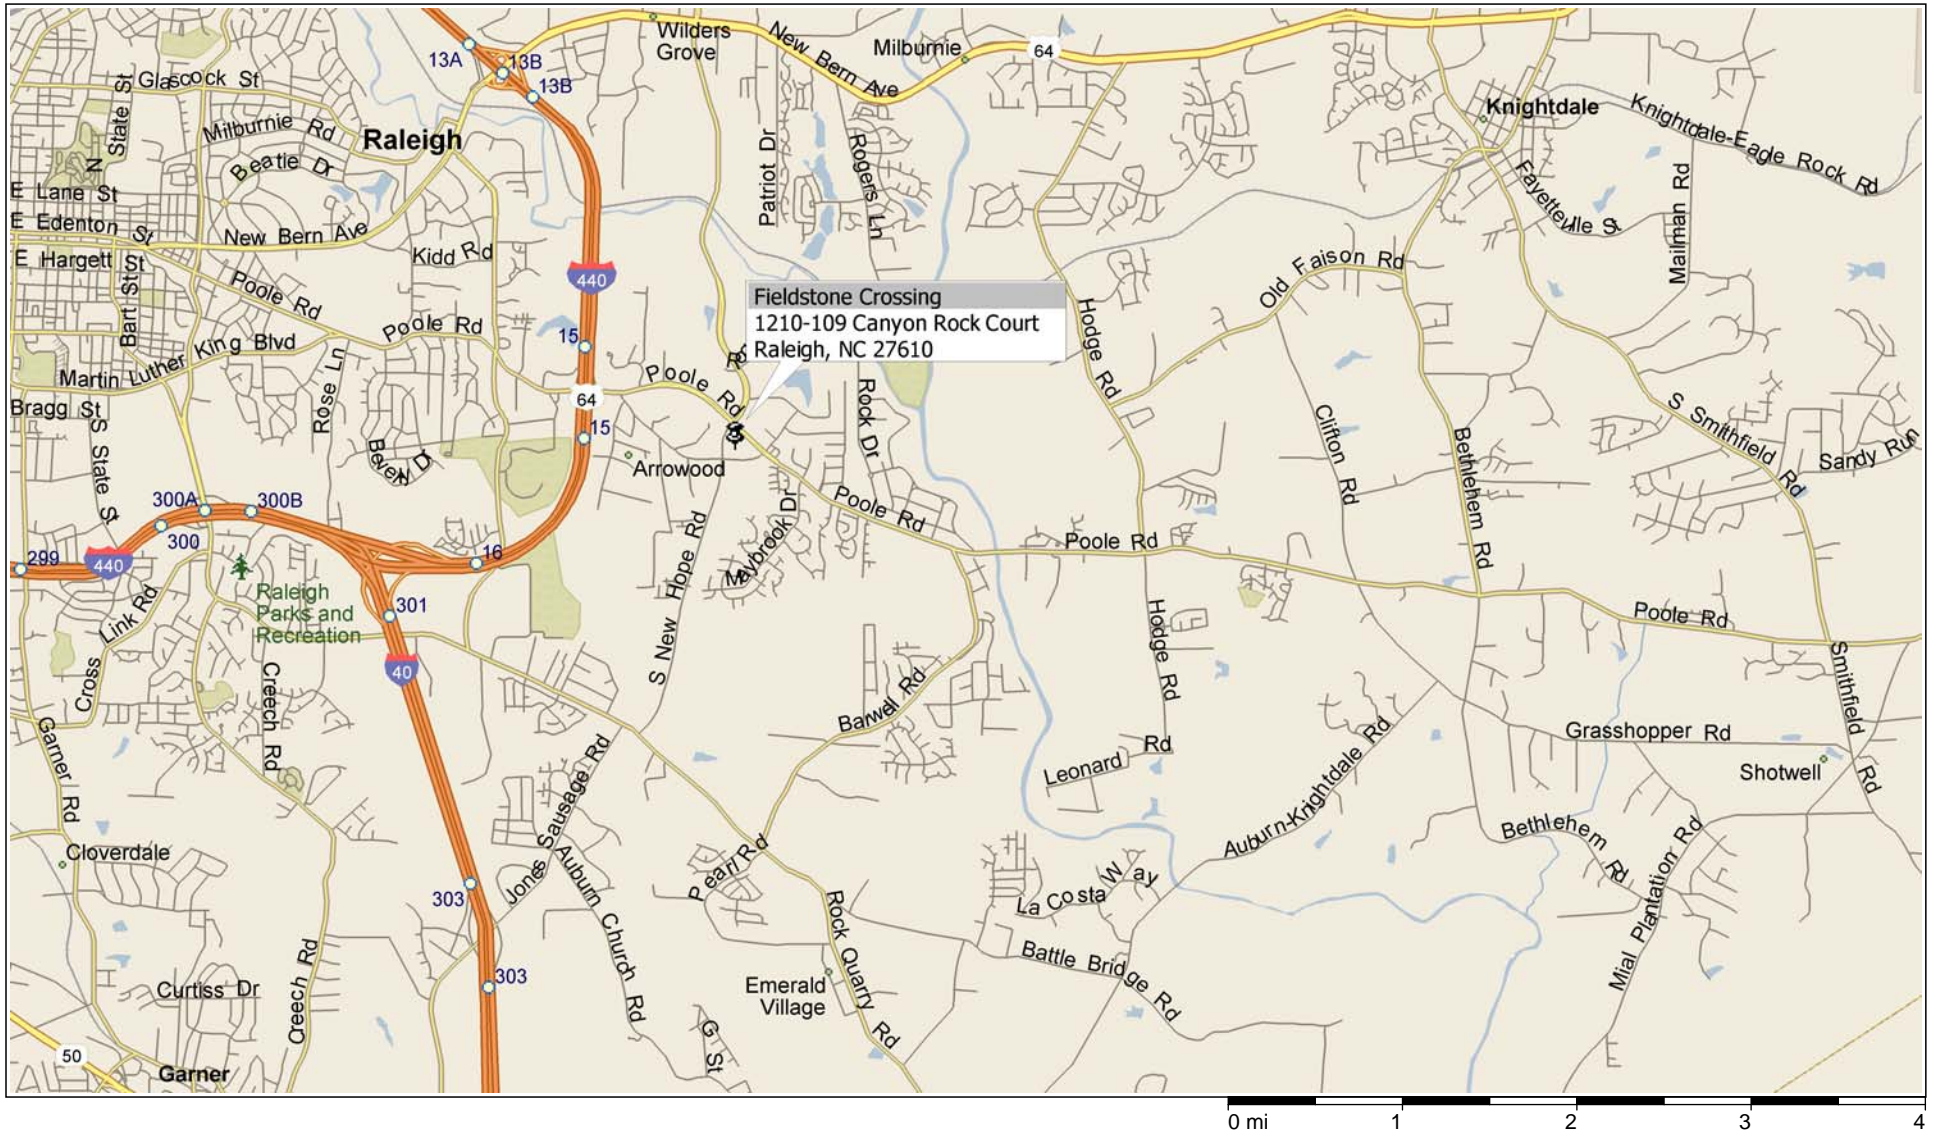 Wilders
Grove
New Bern Ave
Milburnie
64
13A
13B
13B
Glascock St
N State St
Milburnie Rd
Raleigh
Beatie Dr
Patriot Dr
Rogers Ln
Knightdale
Knightdale-Eagle Rock Rd
Fayetteville St
Mailman Rd
E Lane St
E Edenton St
E Hargett St
New Bern Ave
Kidd Rd
Bart St
Poole Rd
440
Old Faison Rd
Fieldstone Crossing
1210-109 Canyon Rock Court
Raleigh, NC 27610
Hodge Rd
15
Poole Rd
Martin Luther King Blvd
Rose Ln
Poole Rd
64
Rock Dr
Bragg St
S State St
15
Arrowood
Clifton Rd
Bethlehem Rd
S Smithfield Rd
Sandy Run
300A
300B
300
299
440
16
Poole Rd
Maybrook Dr
Poole Rd
S New Hope Rd
Raleigh
Parks and
Recreation
Link Rd
Cross
301
40
Creech Rd
Hodge Rd
Poole Rd
Smithfield Rd
Barwell Rd
Garner Rd
Grasshopper Rd
Shotwell
Leonard Rd
Auburn-Knightdale Rd
Jones Sausage Rd
Cloverdale
Bethlehem Rd
Mial Plantation Rd
Pearl Rd
303
Auburn Church Rd
La Costa Way
Rock Quarry Rd
Battle Bridge Rd
Creech Rd
Curtiss Dr
303
Emerald
Village
G St
50
Garner
0 mi 1 2 3 4